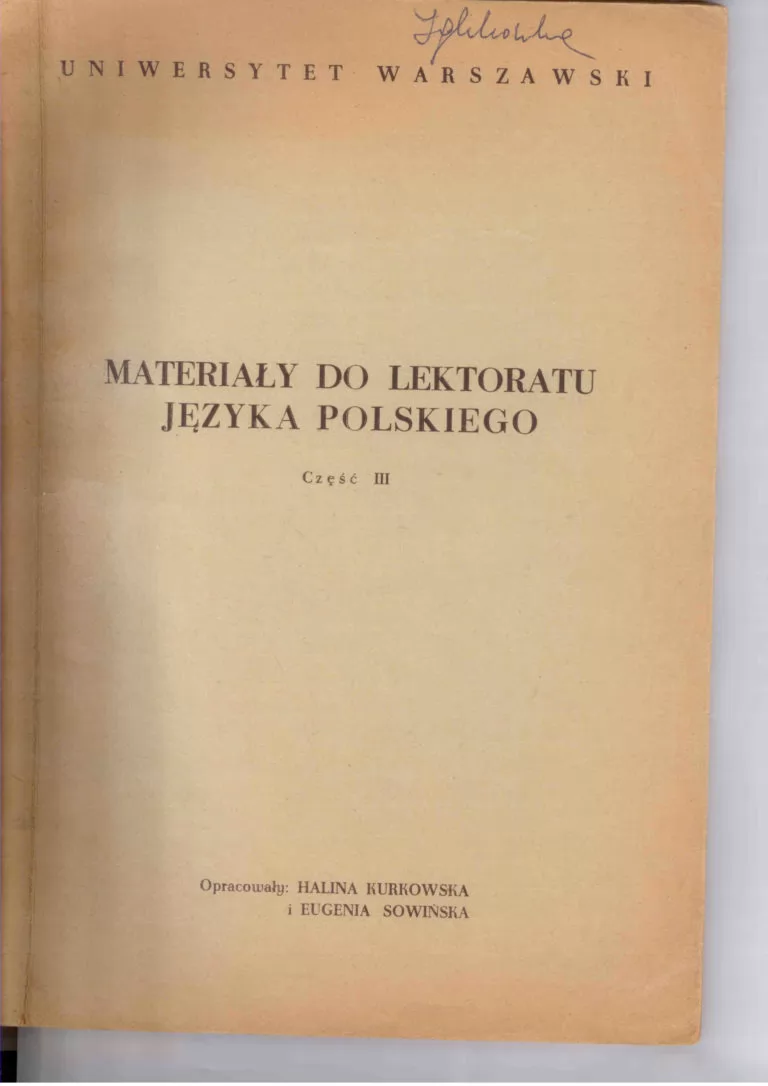 UNIWERSYTET WARSZAWSKI
MATERIAŁY DO LEKTORATU
JĘZYKA POLSKIEGO
Część III
Opracowały: HALINA KURKOWSKA
i EUGENIA SOWIŃSKA